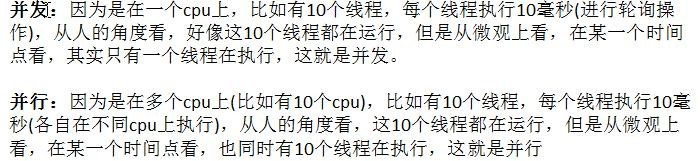 并发：因为是在一个cpu上，比如有10个线程，每个线程执行10毫秒(进行轮询操
作)，从人的角度看，好像这10个线程都在运行，但是从微观上看，在某一个时间
点看，其实只有一个线程在执行，这就是并发。
并行：因为是在多个cpu上(比如有10个cpu)，比如有10个线程，每个线程执行10毫
秒(各自在不同cpu上执行)，从人的角度看，这10个线程都在运行，但是从微观上
看，在某一个时间点看，也同时有10个线程在执行，这就是并行